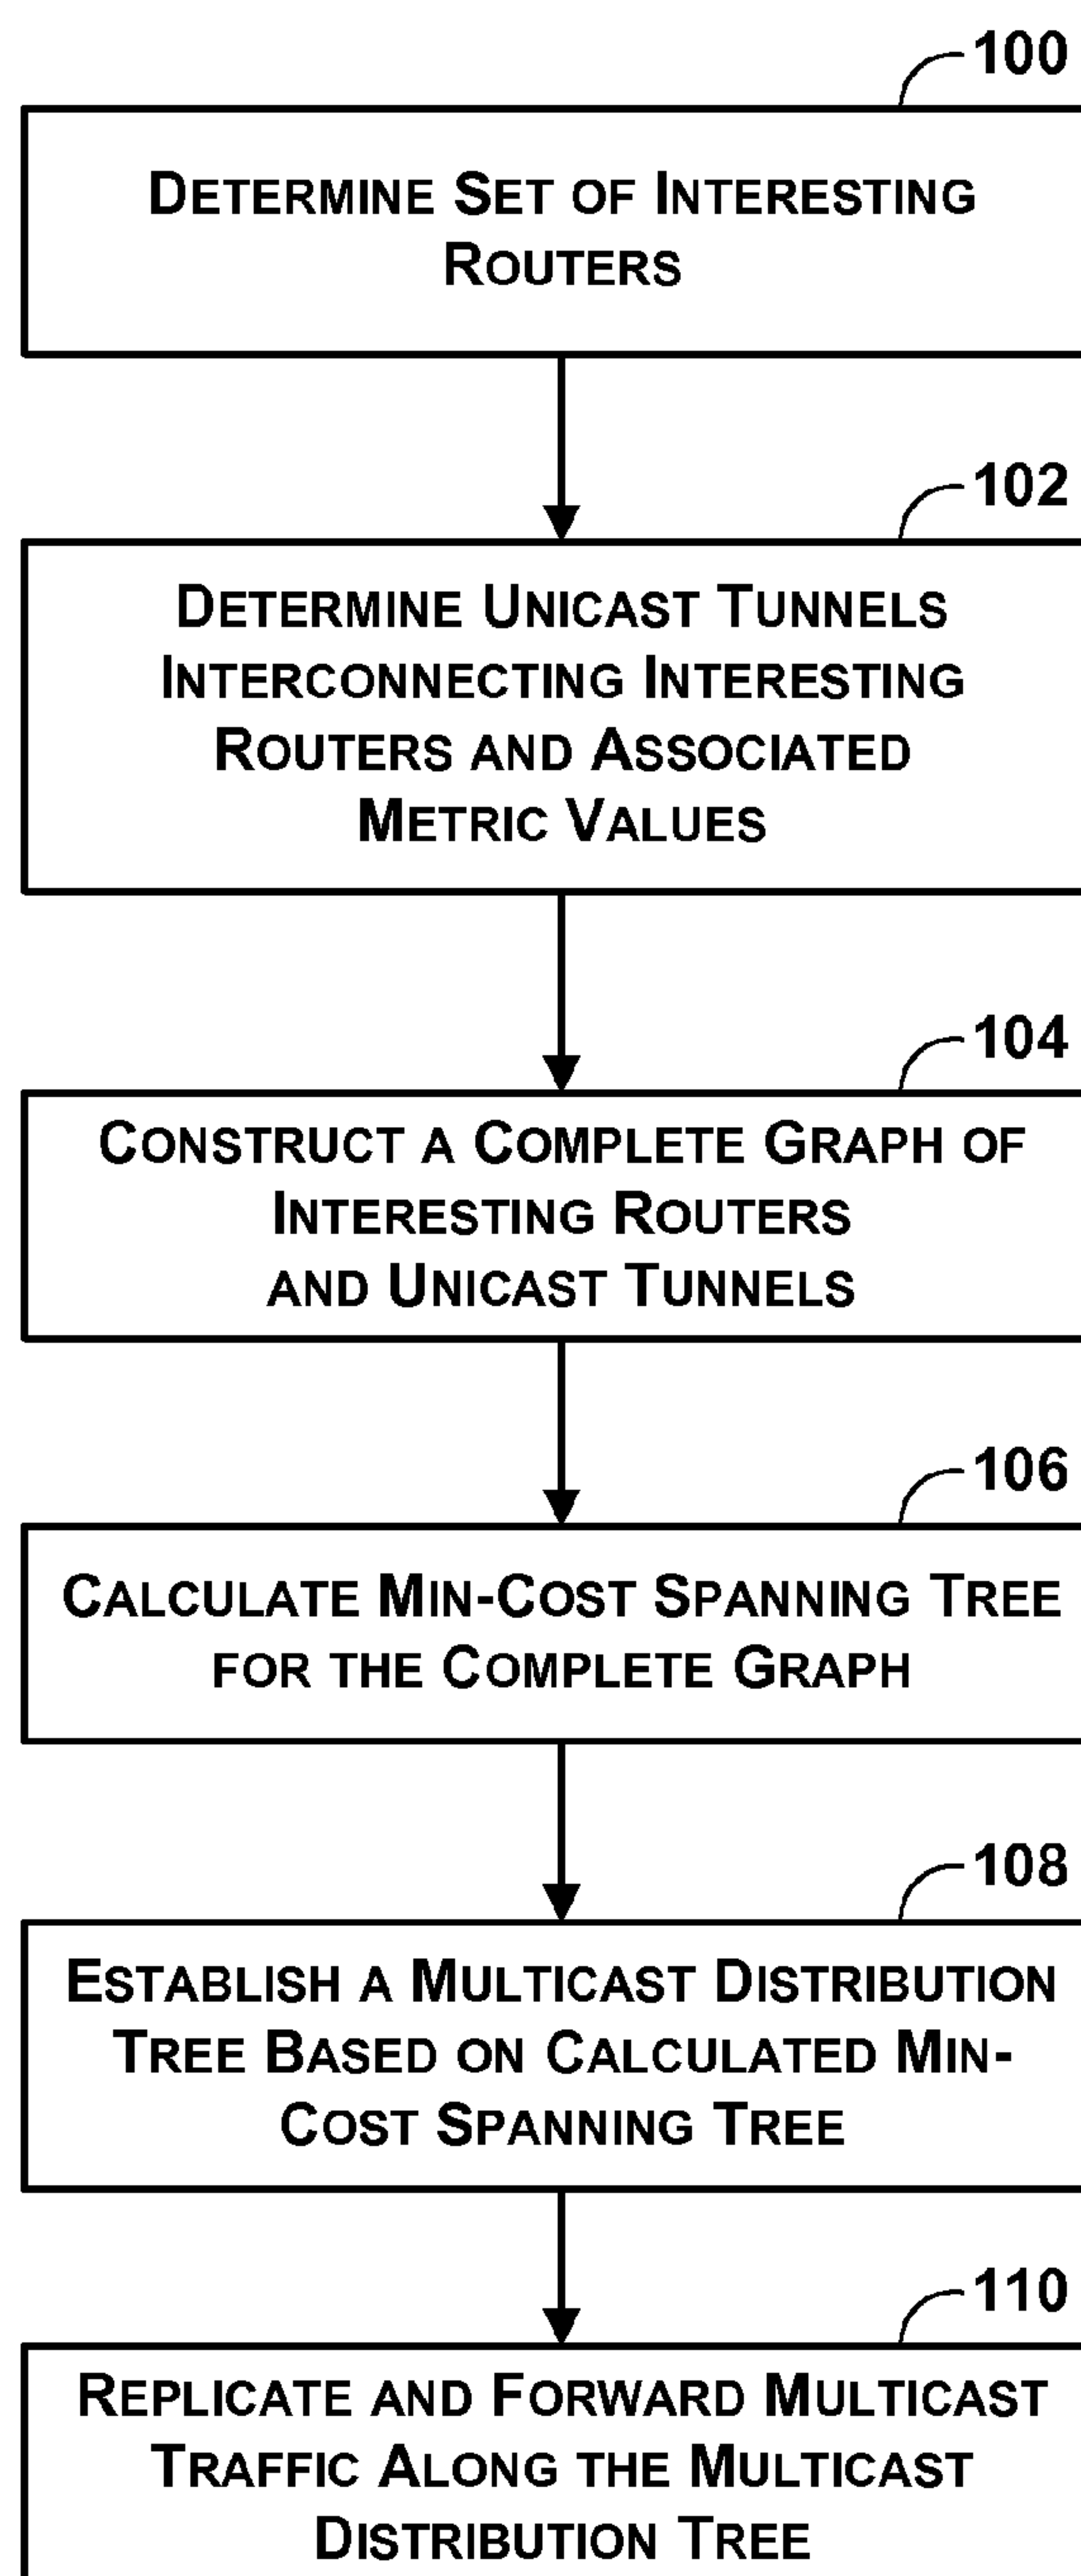 100
DETERMINE SET OF INTERESTING
ROUTERS
102
DETERMINE UNICAST TUNNELS
INTERCONNECTING INTERESTING
ROUTERS AND ASSOCIATED
METRIC VALUES
104
CONSTRUCT A COMPLETE GRAPH OF
INTERESTING ROUTERS
AND UNICAST TUNNELS
106
CALCULATE MIN-COST SPANNING TREE
FOR THE COMPLETE GRAPH
108
ESTABLISH A MULTICAST DISTRIBUTION
TREE BASED ON CALCULATED MIN-
COST SPANNING TREE
110
REPLICATE AND FORWARD MULTICAST
TRAFFIC ALONG THE MULTICAST
DISTRIBUTION TREE